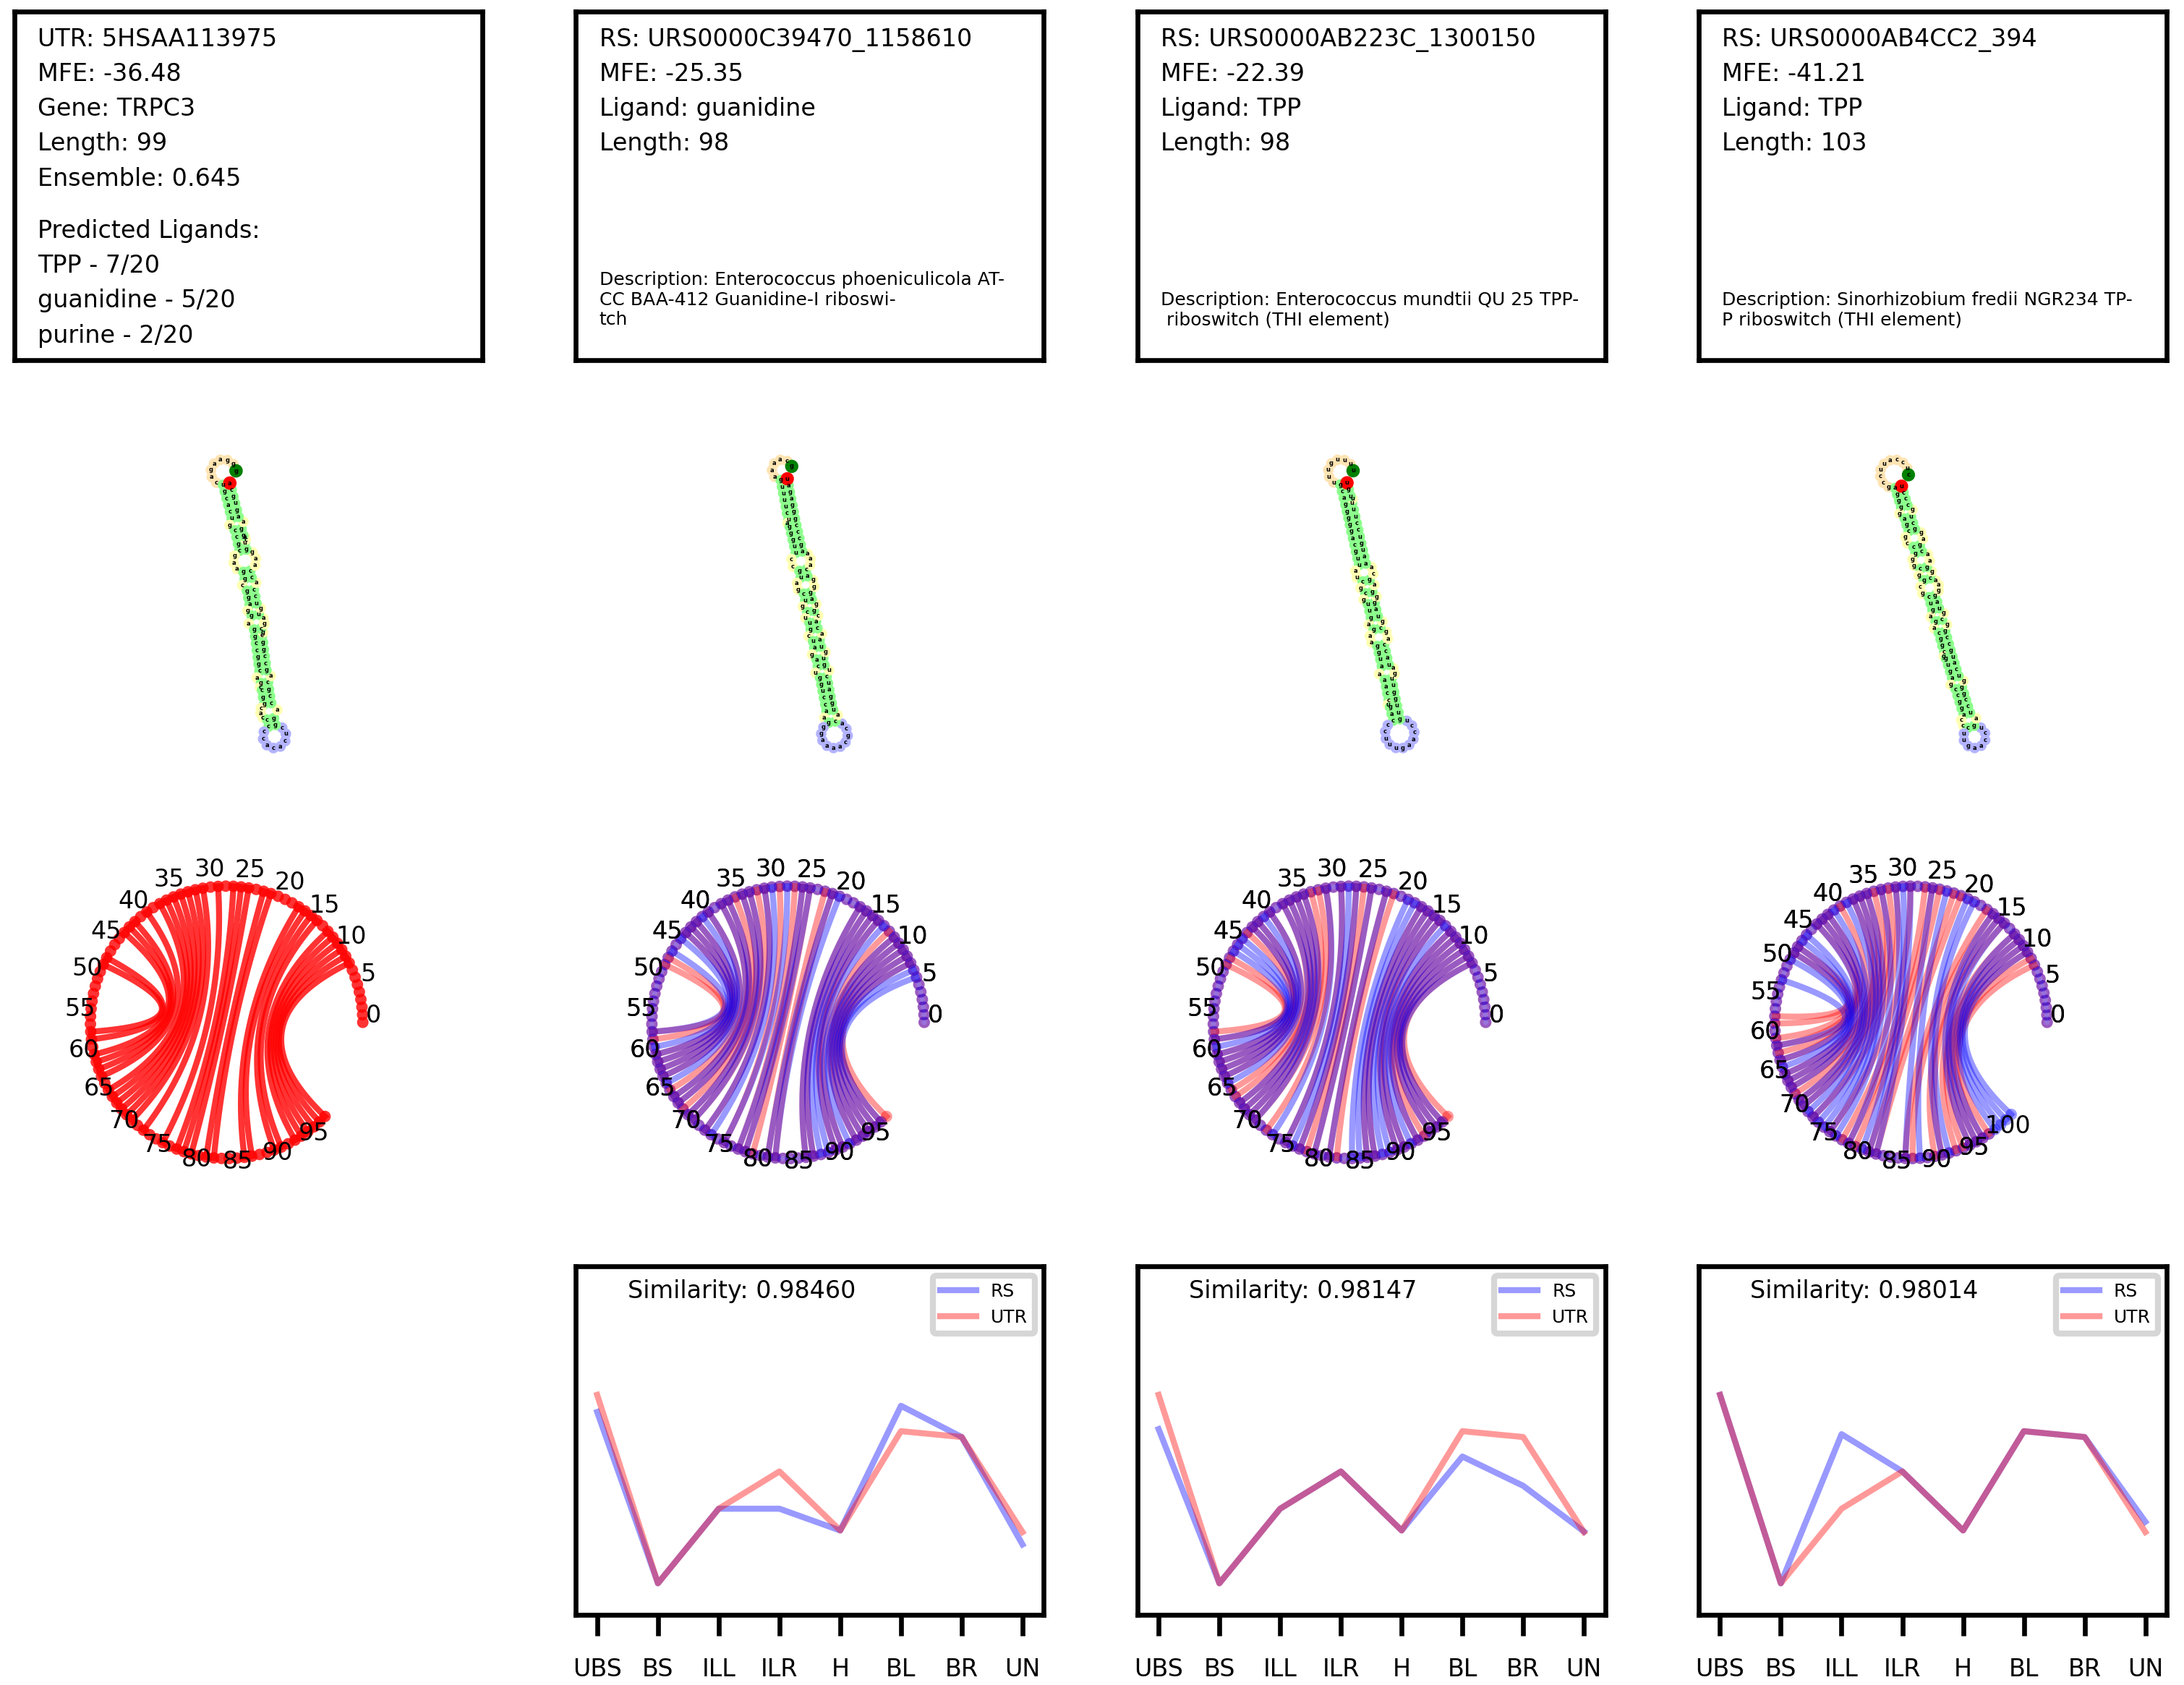 UTR: 5HSAA113975
MFE: -36.48
Gene: TRPC3
Length: 99
Ensemble: 0.645
Predicted Ligands:
TPP - 7/20
guanidine - 5/20
purine - 2/20
RS: URS0000C39470_1158610
MFE: -25.35
Ligand: guanidine
Length: 98
Description: Enterococcus phoeniculicola AT-
CC BAA-412 Guanidine-I riboswi-
tch
RS: URS0000AB223C_1300150
MFE: -22.39
Ligand: TPP
Length: 98
Description: Enterococcus mundtii QU 25 TPP-
riboswitch (THI element)
RS: URS0000AB4CC2_394
MFE: -41.21
Ligand: TPP
Length: 103
Description: Sinorhizobium fredii NGR234 TP-
P riboswitch (THI element)
0
5
10
15
20
25
30
35
40
45
50
55
60
65
70
75
80
85
90
95
0
5
10
15
20
25
30
35
40
45
50
55
60
65
70
75
80
85
90
95
0
5
10
15
20
25
30
35
40
45
50
55
60
65
70
75
80
85
90
95
0
5
10
15
20
25
30
35
40
45
50
55
60
65
70
75
80
85
90
95
100
Similarity: 0.98460
RS
UTR
UBS BS ILL ILR H BL BR UN
Similarity: 0.98147
RS
UTR
UBS BS ILL ILR H BL BR UN
Similarity: 0.98014
RS
UTR
UBS BS ILL ILR H BL BR UN